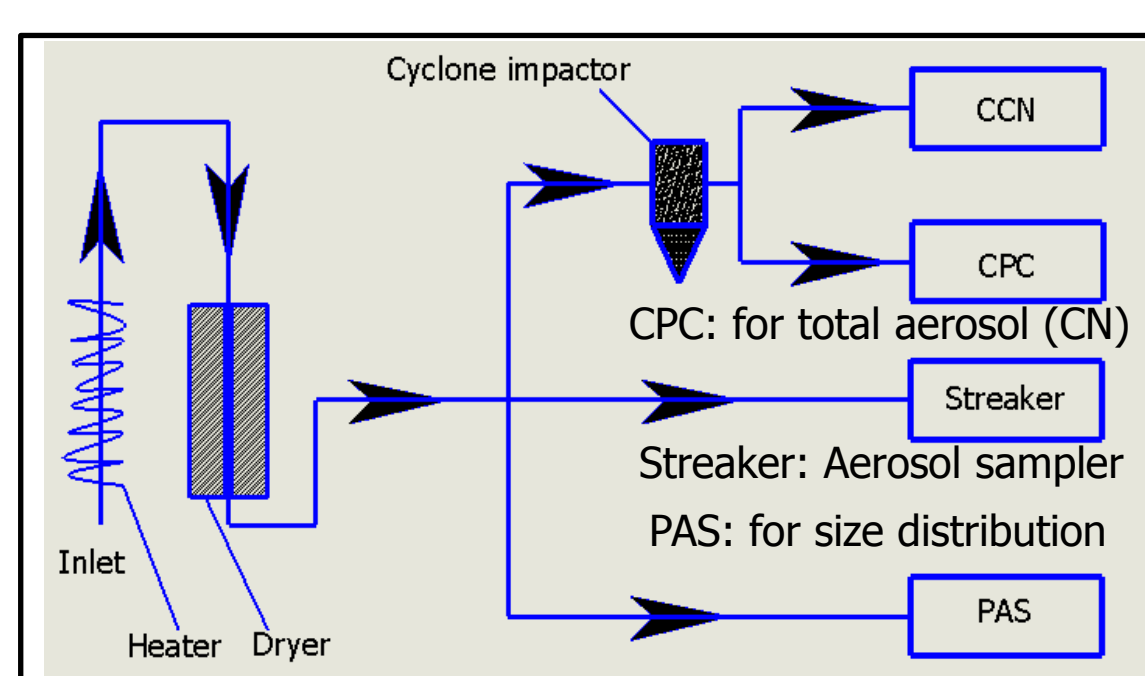 Cyclone impactor
CCN
CPC
CPC: for total aerosol (CN)
Streaker
Streaker: Aerosol sampler
PAS: for size distribution
PAS
Inlet
Heater
Dryer